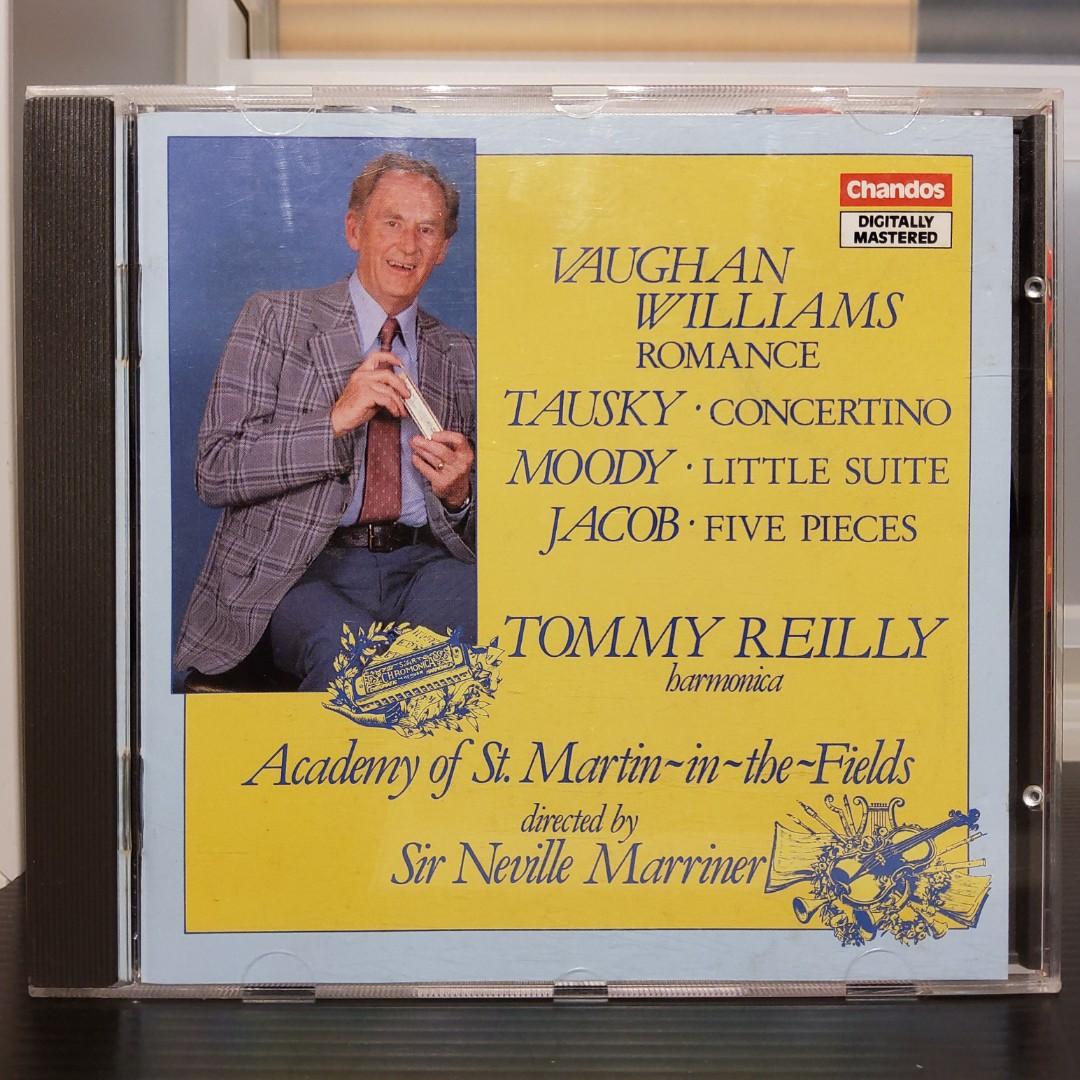 Chandos
DIGITALLY
MASTERED
VAUGHAN
WILLIAMS
ROMANCE
TAUSKY · CONCERTINO
MOODY · LITTLE SUITE
JACOB · FIVE PIECES
TOMMY REILLY
harmonica
CHROMONICA
Academy of St. Martin~in~the~Fields
directed by
Sir Neville Marriner